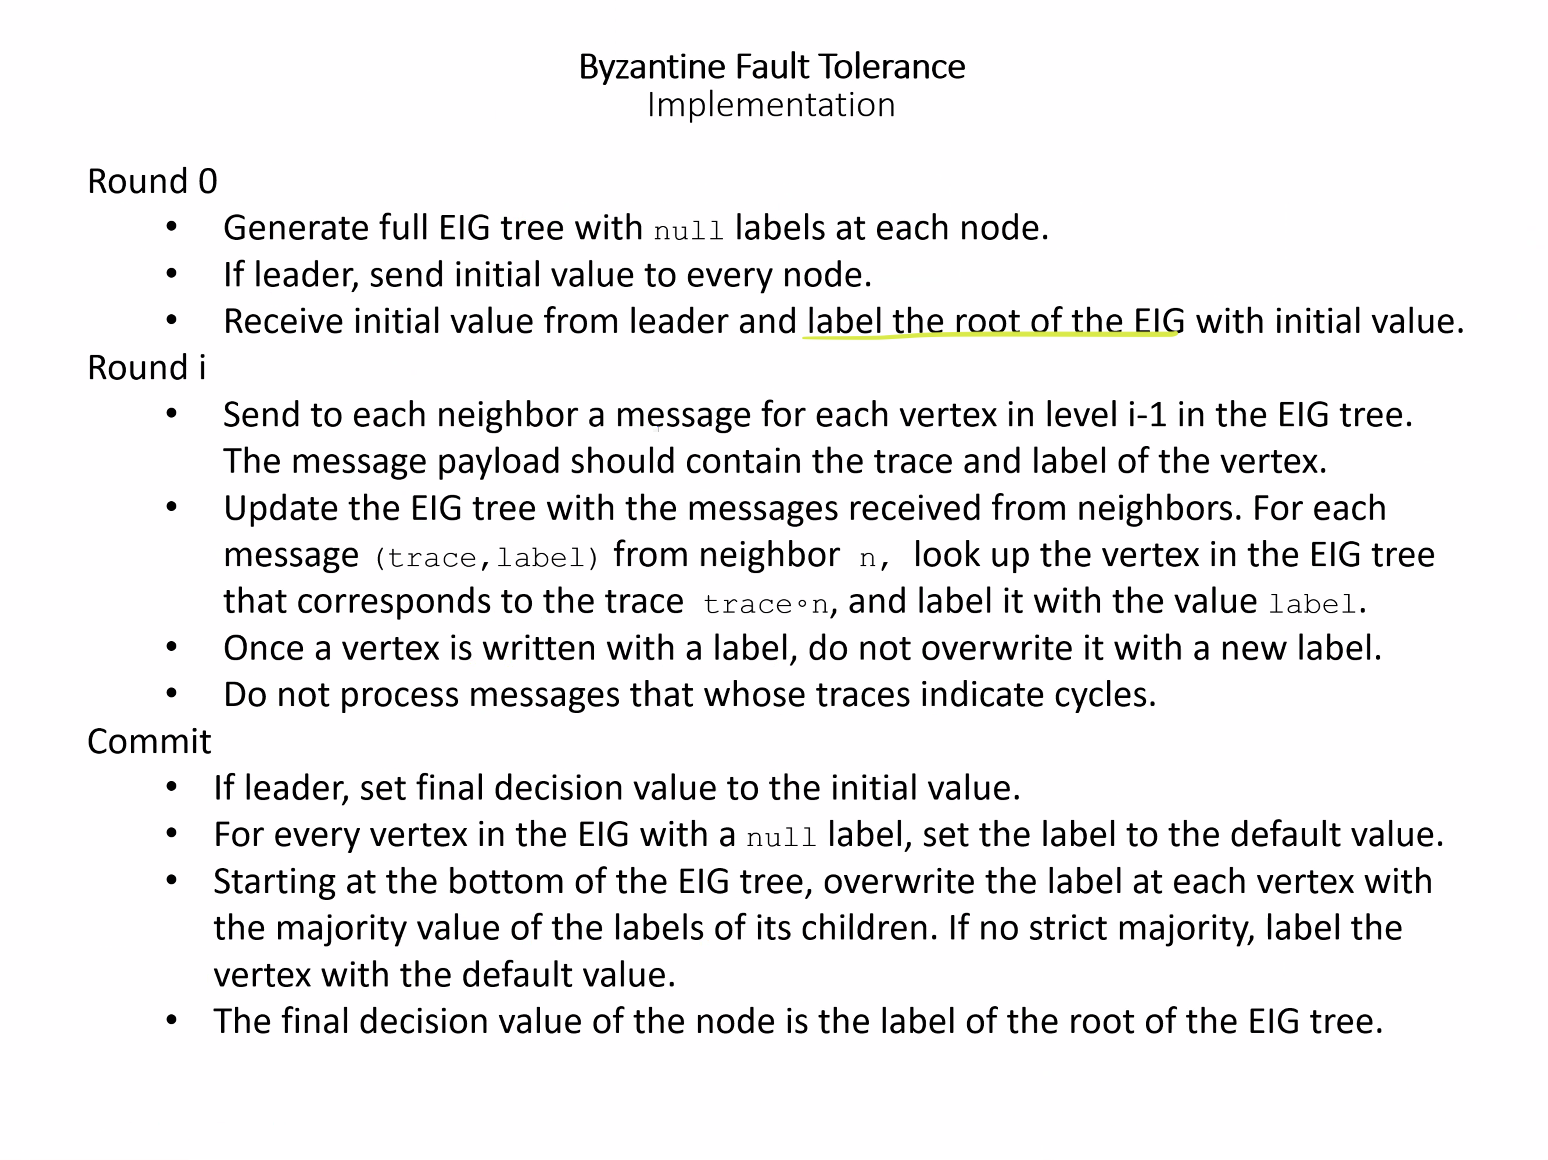 Byzantine Fault Tolerance
Implementation
Round 0
• Generate full EIG tree with null labels at each node.
• If leader, send initial value to every node.
• Receive initial value from leader and label the root of the EIG with initial value.
Round i
• Send to each neighbor a message for each vertex in level i-1 in the EIG tree.
The message payload should contain the trace and label of the vertex.
• Update the EIG tree with the messages received from neighbors. For each
message (trace,label) from neighbor n, look up the vertex in the EIG tree
that corresponds to the trace trace∘n, and label it with the value label.
• Once a vertex is written with a label, do not overwrite it with a new label.
• Do not process messages that whose traces indicate cycles.
Commit
• If leader, set final decision value to the initial value.
• For every vertex in the EIG with a null label, set the label to the default value.
• Starting at the bottom of the EIG tree, overwrite the label at each vertex with
the majority value of the labels of its children. If no strict majority, label the
vertex with the default value.
• The final decision value of the node is the label of the root of the EIG tree.